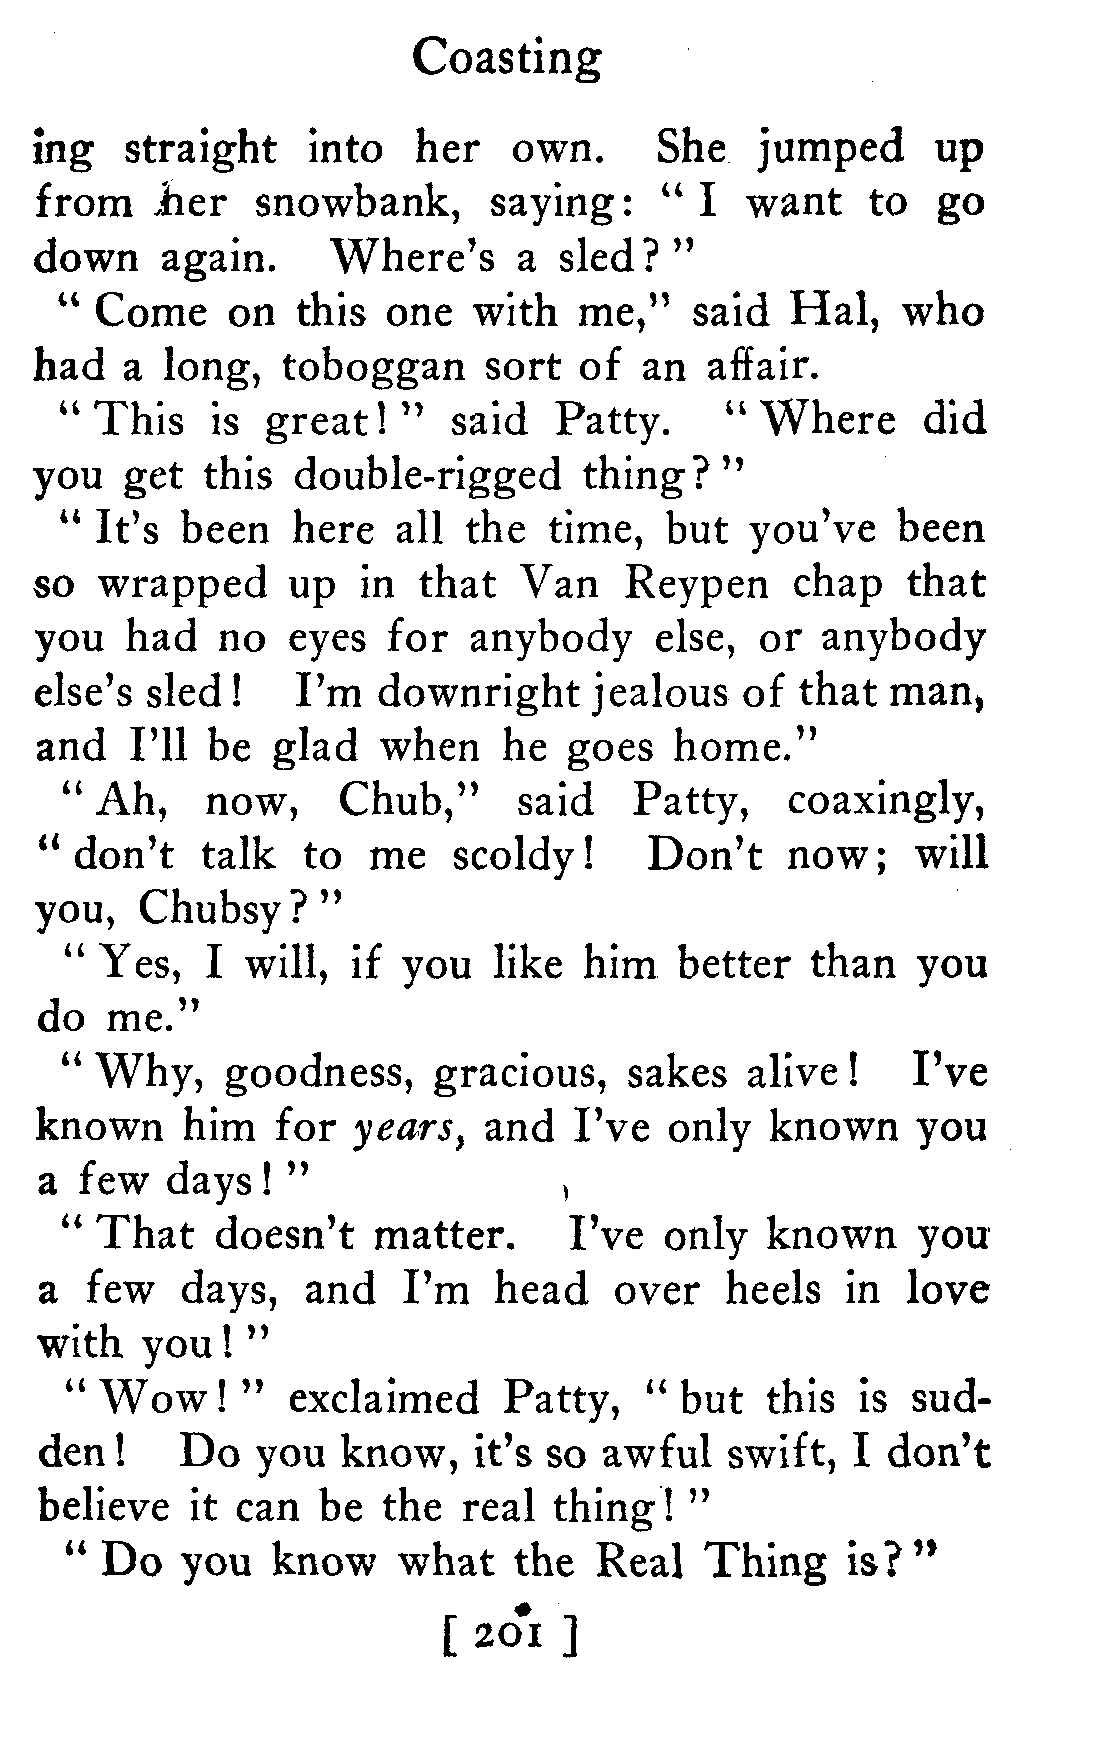 Coasting
ing straight into her own. She jumped up
from her snowbank, saying: “ I want to go
down again. Where’s a sled? ”
“ Come on this one with me,” said Hal, who
had a long, toboggan sort of an affair.
“ This is great! ” said Patty. “ Where did
you get this double-rigged thing? ”
“ It’s been here all the time, but you’ve been
so wrapped up in that Van Reypen chap that
you had no eyes for anybody else, or anybody
else’s sled! I’m downright jealous of that man,
and I’ll be glad when he goes home.”
“ Ah, now, Chub,” said Patty, coaxingly,
“ don’t talk to me scoldy! Don’t now; will
you, Chubsy? ”
“ Yes, I will, if you like him better than you
do me.”
“ Why, goodness, gracious, sakes alive! I’ve
known him for years, and I’ve only known you
a few days! ”
“ That doesn’t matter. I’ve only known you
a few days, and I’m head over heels in love
with you! ”
“ Wow! ” exclaimed Patty, “ but this is sud-
den! Do you know, it’s so awful swift, I don’t
believe it can be the real thing! ”
“ Do you know what the Real Thing is? ”
[ 201 ]